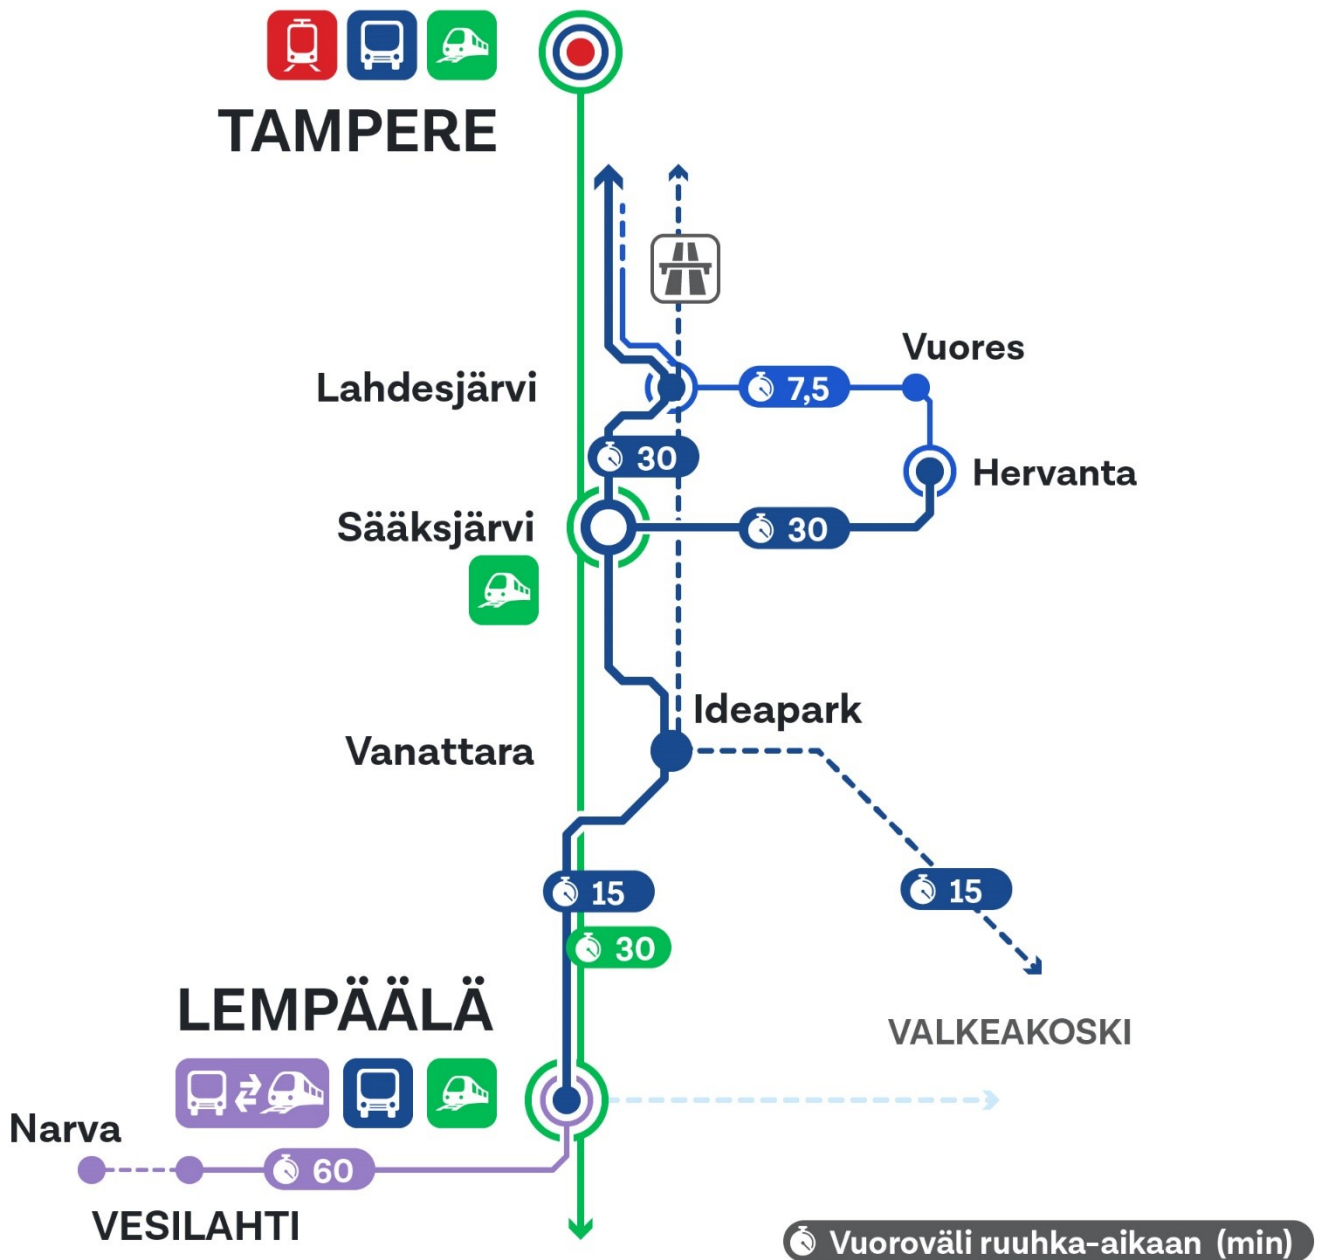 TAMPERE
Vuores
Lahdesjärvi
7,5
30
Hervanta
Sääksjärvi
30
Ideapark
Vanattara
15
15
30
LEMPÄÄLÄ
VALKEAKOSKI
Narva
60
VESILAHTI
Vuoroväli ruuhka-aikaan (min)